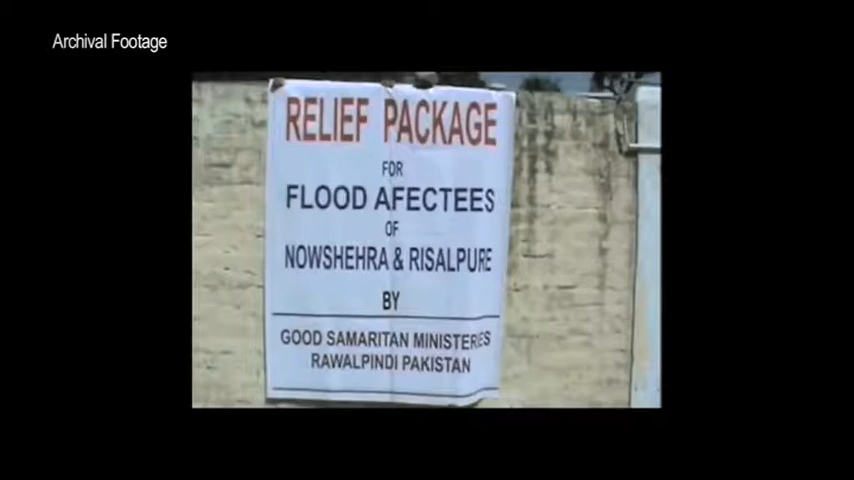 Archival Footage
RELIEF PACKAGE
FOR
FLOOD AFECTEES
OF
NOWSHEHRA & RISALPURE
BY
GOOD SAMARITAN MINISTERIES
RAWALPINDI PAKISTAN